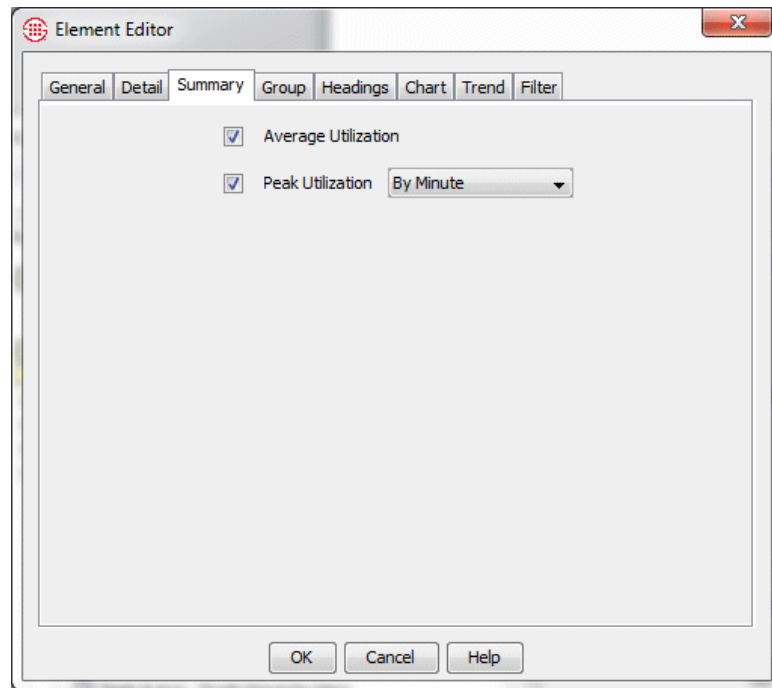 Element Editor
General Detail Summary Group Headings Chart Trend Filter
Average Utilization
Peak Utilization By Minute
OK Cancel Help